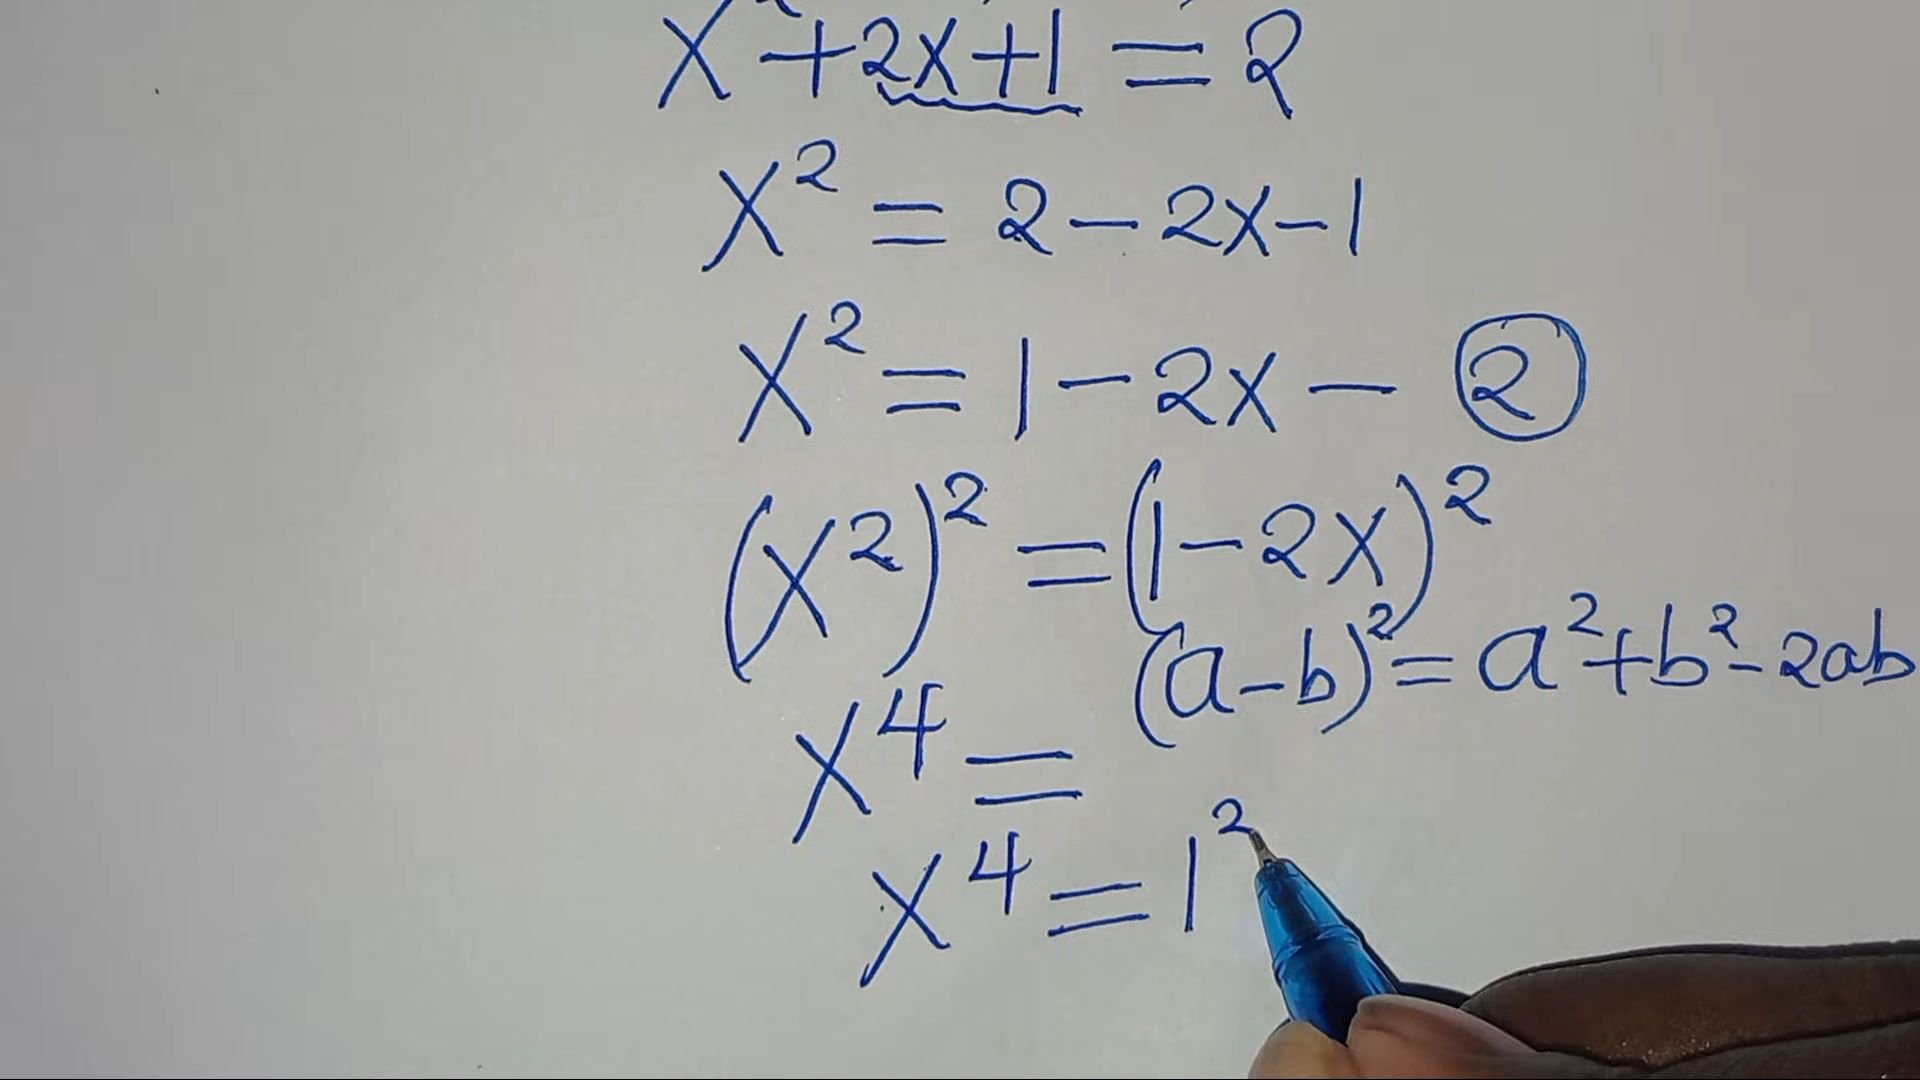 x²+2x+1 = 2
x² = 2-2x-1
x² = 1-2x - ②
(x²)² = (1-2x)²
(a-b)² = a²+b²-2ab
x⁴ =
x⁴ = 1²